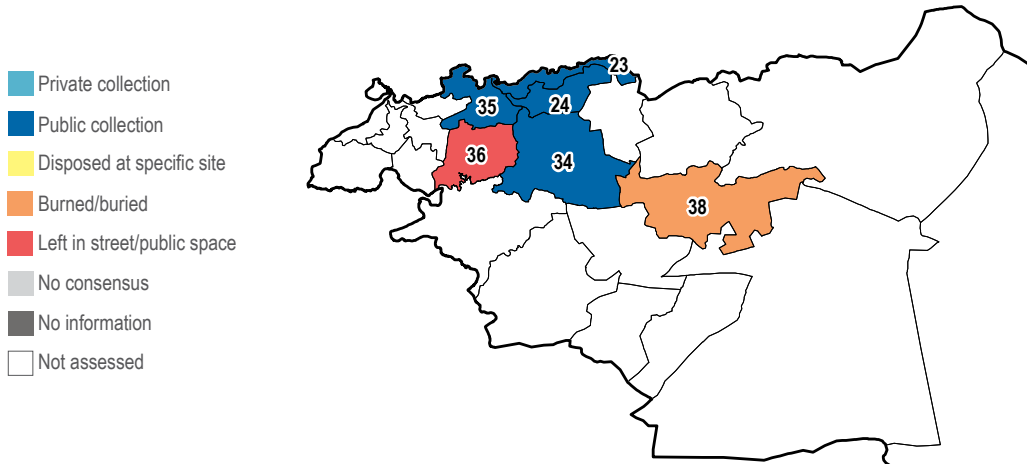 Private collection
Public collection
Disposed at specific site
Burned/buried
Left in street/public space
No consensus
No information
Not assessed
23
24
35
36
34
38